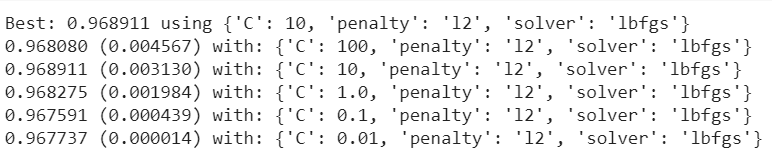 Best: 0.968911 using {'C': 10, 'penalty': 'l2', 'solver': 'lbfgs'}
0.968080 (0.004567) with: {'C': 100, 'penalty': 'l2', 'solver': 'lbfgs'}
0.968911 (0.003130) with: {'C': 10, 'penalty': 'l2', 'solver': 'lbfgs'}
0.968275 (0.001984) with: {'C': 1.0, 'penalty': 'l2', 'solver': 'lbfgs'}
0.967591 (0.000439) with: {'C': 0.1, 'penalty': 'l2', 'solver': 'lbfgs'}
0.967737 (0.000014) with: {'C': 0.01, 'penalty': 'l2', 'solver': 'lbfgs'}